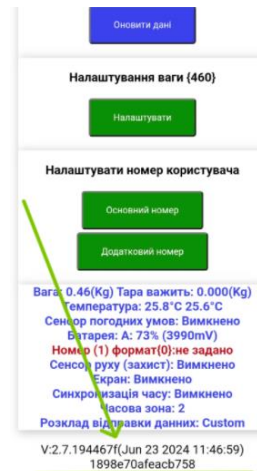 Оновити дані
Налаштування ваги {460}
Налаштувати
Налаштувати номер користувача
Основний номер
Додатковий номер
Вага: 0.46(Kg) Тара важить: 0.000(Kg)
Температура: 25.8°C 25.6°C
Сенсор погодних умов: Вимкнено
Батарея: A: 73% (3990mV)
Номер (1) формат{0}:не задано
Сенсор руху (захист): Вимкнено
Екран: Вимкнено
Синхронізація часу: Вимкнено
Часова зона: 2
Розклад відправки данних: Custom
V:2.7.194467f(Jun 23 2024 11:46:59)
1898e70afeacb758